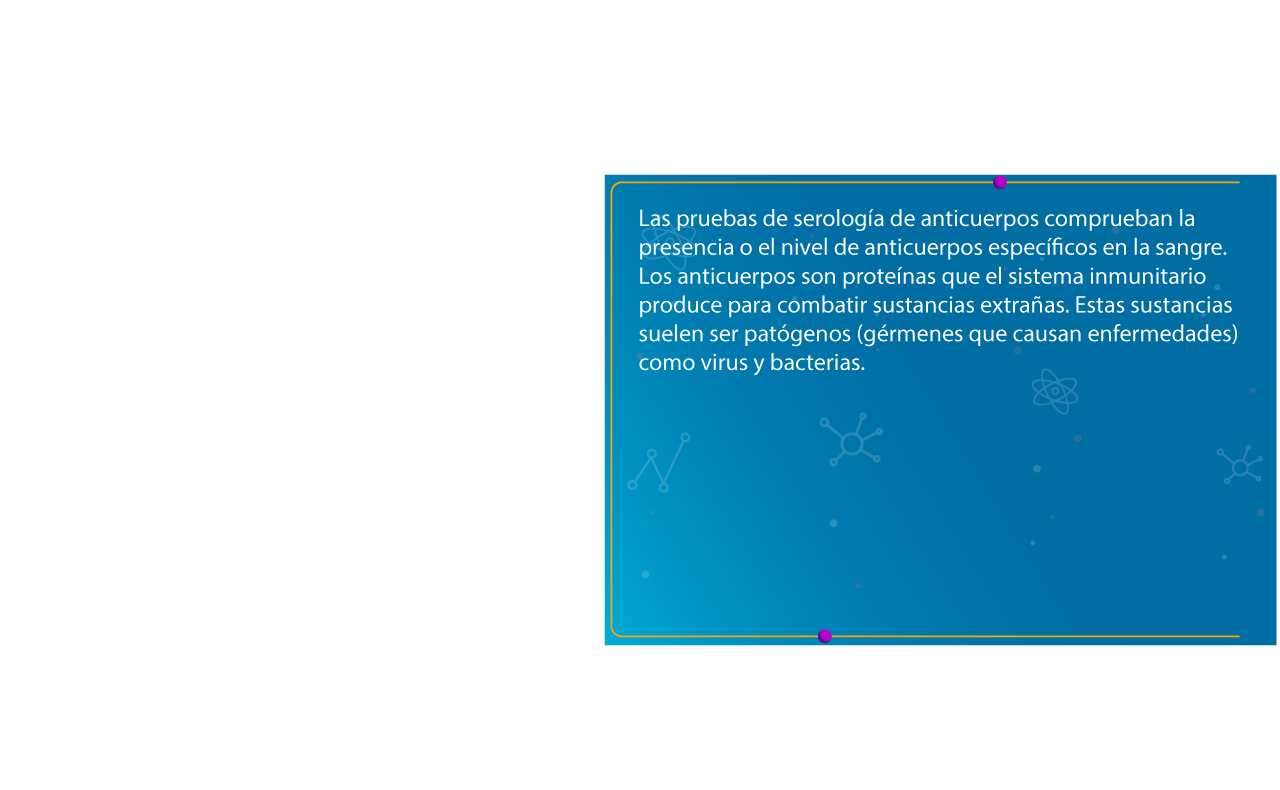 Las pruebas de serología de anticuerpos comprueban la
presencia o el nivel de anticuerpos específicos en la sangre.
Los anticuerpos son proteínas que el sistema inmunitario
produce para combatir sustancias extrañas. Estas sustancias
suelen ser patógenos (gérmenes que causan enfermedades)
como virus y bacterias.